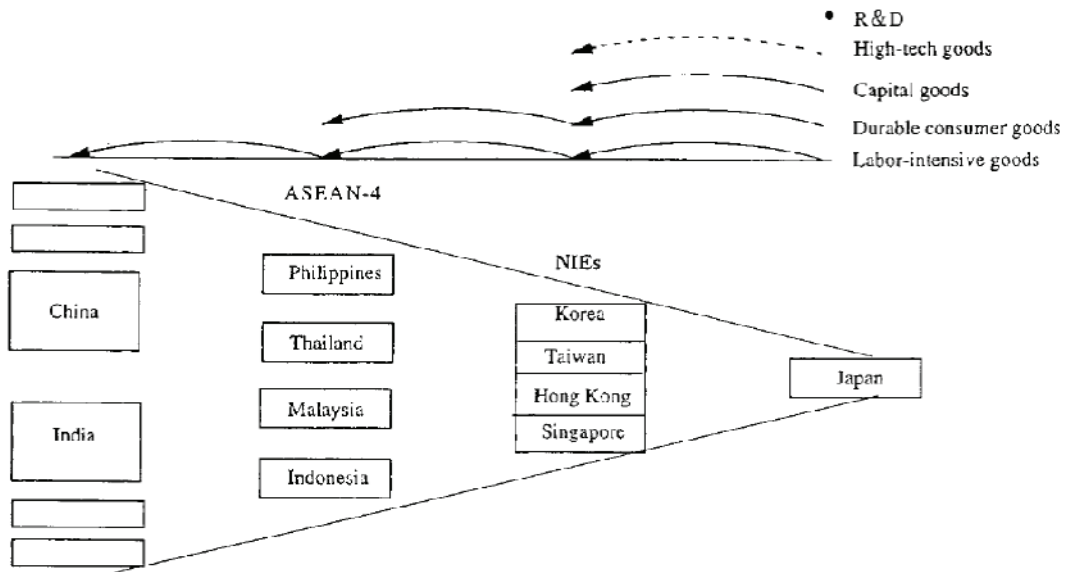 R&D
High-tech goods
Capital goods
Durable consumer goods
Labor-intensive goods
ASEAN-4
NIEs
Philippines
China
Korea
Thailand
Taiwan
Japan
Malaysia
Hong Kong
India
Singapore
Indonesia